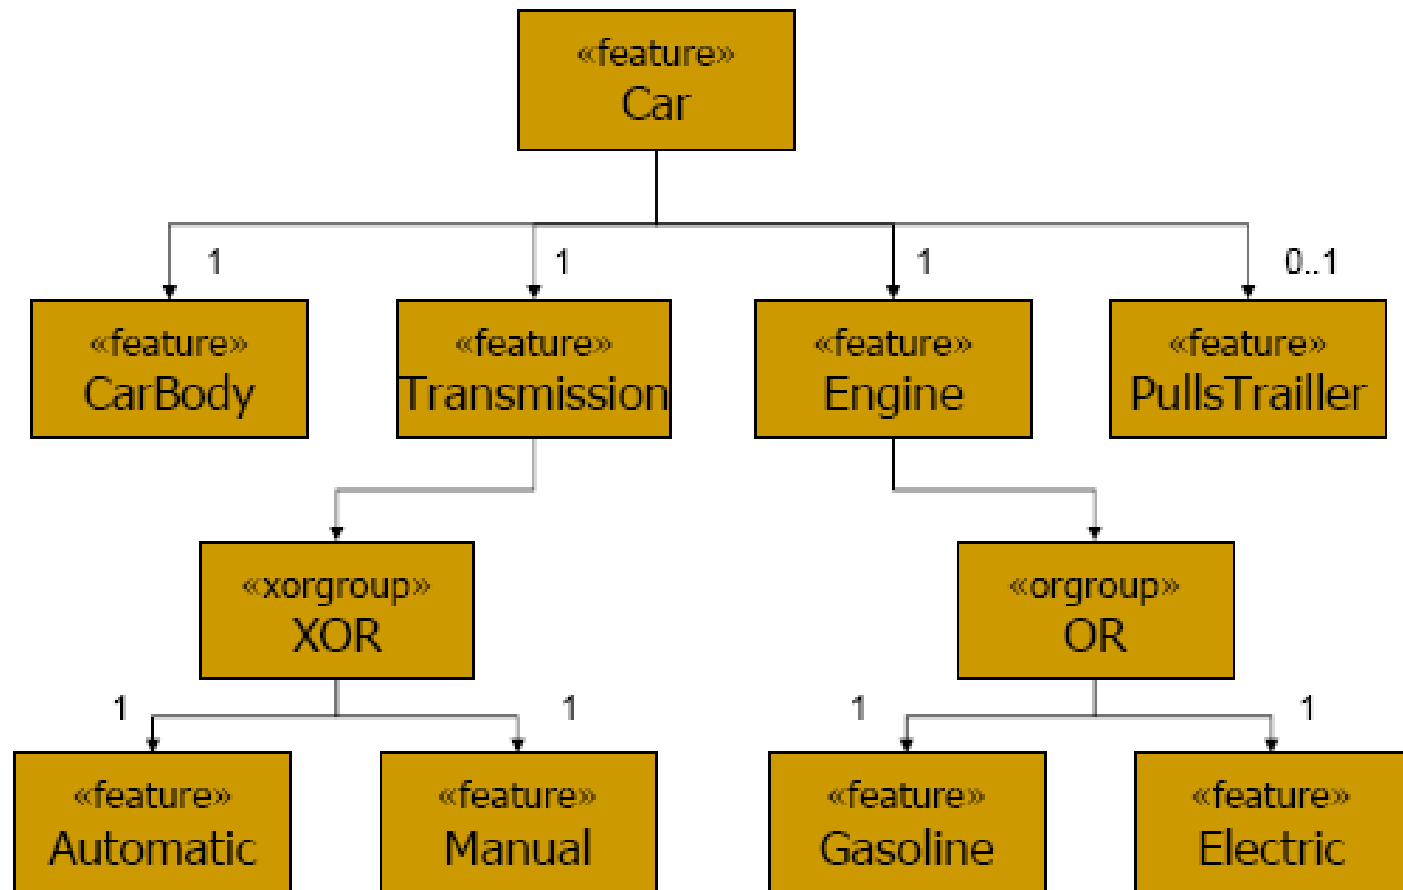 «feature»
Car
1
1
1
0..1
«feature»
CarBody
«feature»
Transmission
«feature»
Engine
«feature»
PullsTrailler
«xorgroup»
XOR
«orgroup»
OR
1
1
1
1
«feature»
Automatic
«feature»
Manual
«feature»
Gasoline
«feature»
Electric